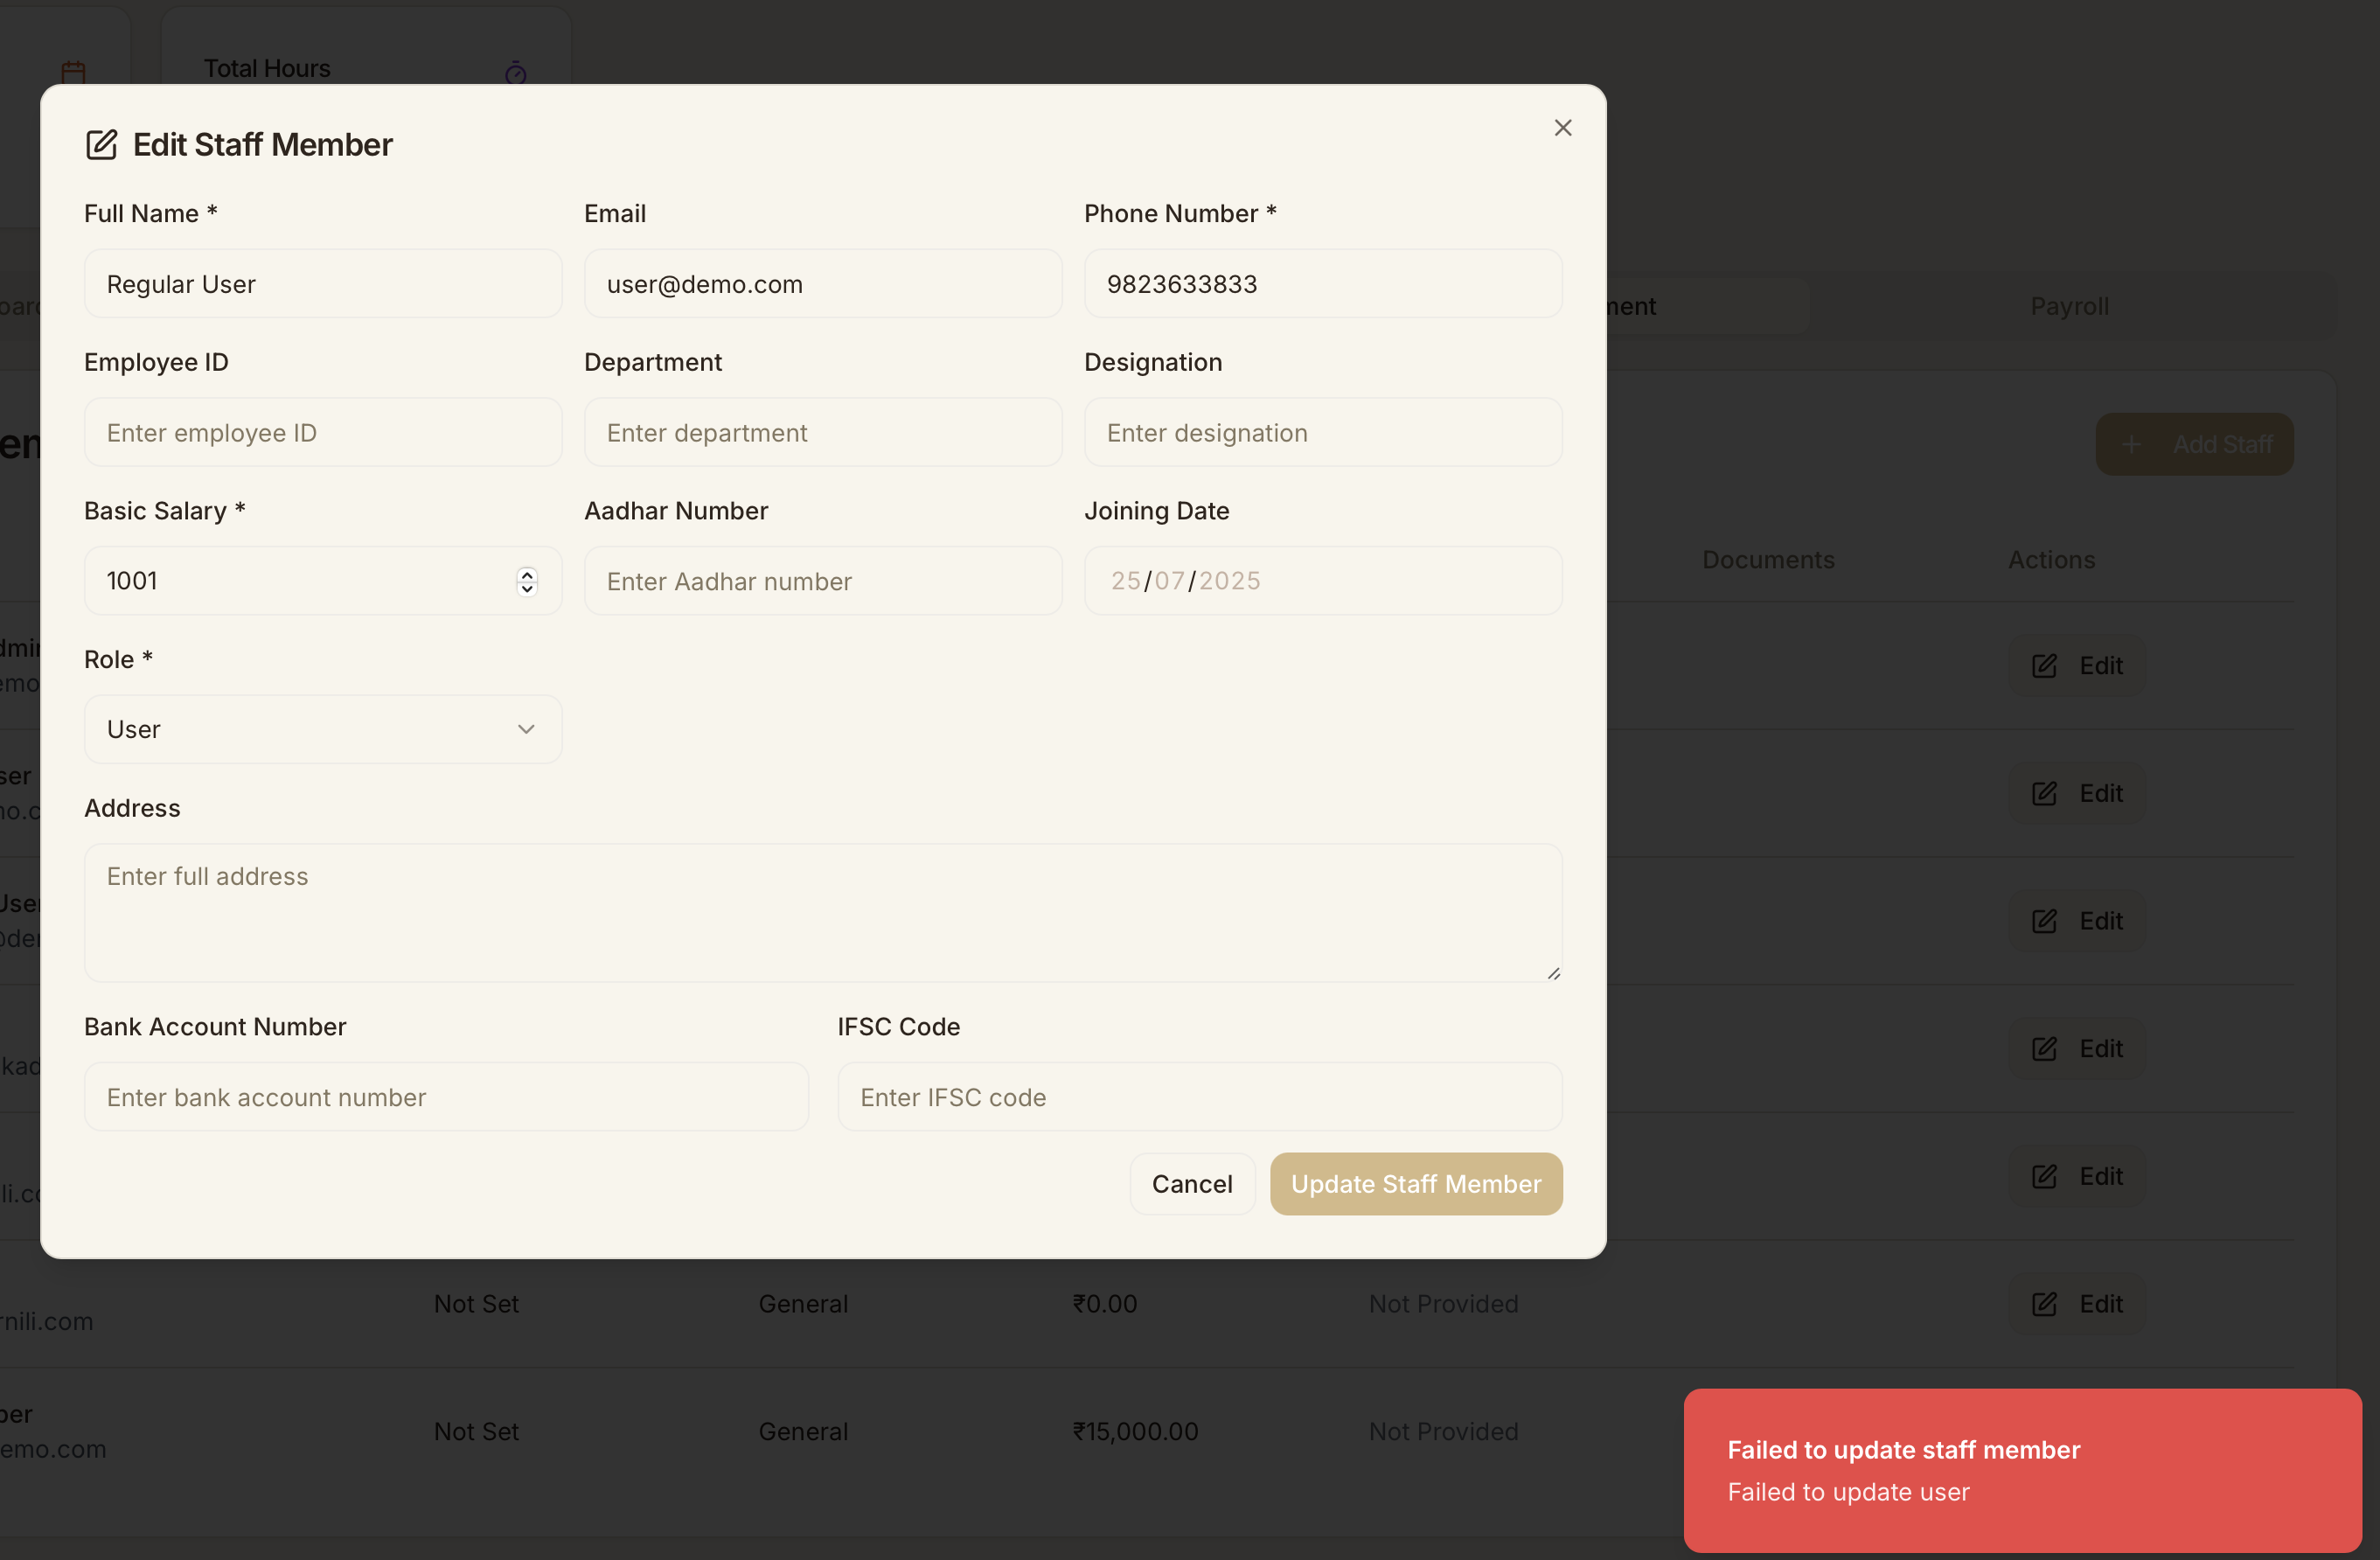 Total Hours
Edit Staff Member
Full Name *
Email
Phone Number *
Regular User
user@demo.com
9823633833
Payroll
Employee ID
Department
Designation
Enter employee ID
Enter department
Enter designation
Add Staff
Basic Salary *
Aadhar Number
Joining Date
Documents
Actions
1001
Enter Aadhar number
25/07/2025
Role *
Edit
User
Edit
Address
Enter full address
Edit
Bank Account Number
IFSC Code
Edit
Enter bank account number
Enter IFSC code
Cancel
Update Staff Member
Edit
Not Set
General
₹0.00
Not Provided
Edit
rnili.com
Not Set
General
₹15,000.00
Not Provided
emo.com
Failed to update staff member
Failed to update user